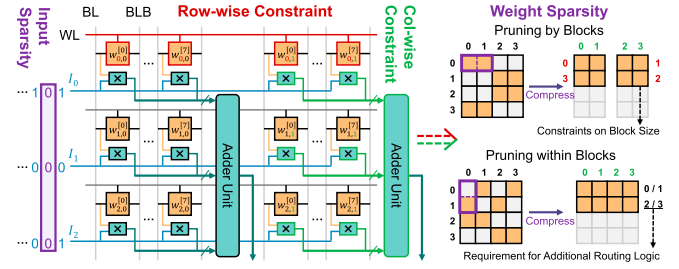 BL BLB Row-wise Constraint
WL
Input
Sparsity
Col-wise
Constraint
w[0]0,0 ... w[7]0,0 w[0]0,1 ... w[7]0,1
I0
× ... × × ... ×
... 1 0 1
w[0]1,0 ... w[7]1,0 w[0]1,1 ... w[7]1,1
I1
× ... × × ... ×
... 0 0 0
w[0]2,0 ... w[7]2,0 w[0]2,1 ... w[7]2,1
I2
× ... × × ... ×
... 0 0 1
Adder Unit
Adder Unit
Weight Sparsity
Pruning by Blocks
0 1 2 3
0
1
2
3
Compress
0 1 2 3
0 1
3 2
Constraints on Block Size
Pruning within Blocks
0 1 2 3
0
1
2
3
Compress
0 1 2 3
0 / 1
2 / 3
Requirement for Additional Routing Logic